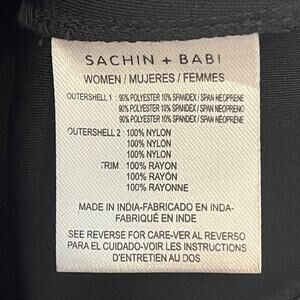 SACHIN + BABI
WOMEN / MUJERES / FEMMES
OUTERSHELL 1 : 90% POLYESTER 10% SPANDEX / SPAN NEOPRENE
90% POLYESTER 10% SPANDEX / SPAN NEOPRENO
90% POLYESTER 10% SPANDEX / SPAN NÉOPRÈNE
OUTERSHELL 2 : 100% NYLON
100% NYLON
100% NYLON
TRIM : 100% RAYON
100% RAYÓN
100% RAYONNE
MADE IN INDIA-FABRICADO EN INDIA-
FABRIQUÉ EN INDE
SEE REVERSE FOR CARE-VER AL REVERSO
PARA EL CUIDADO-VOIR LES INSTRUCTIONS
D'ENTRETIEN AU DOS